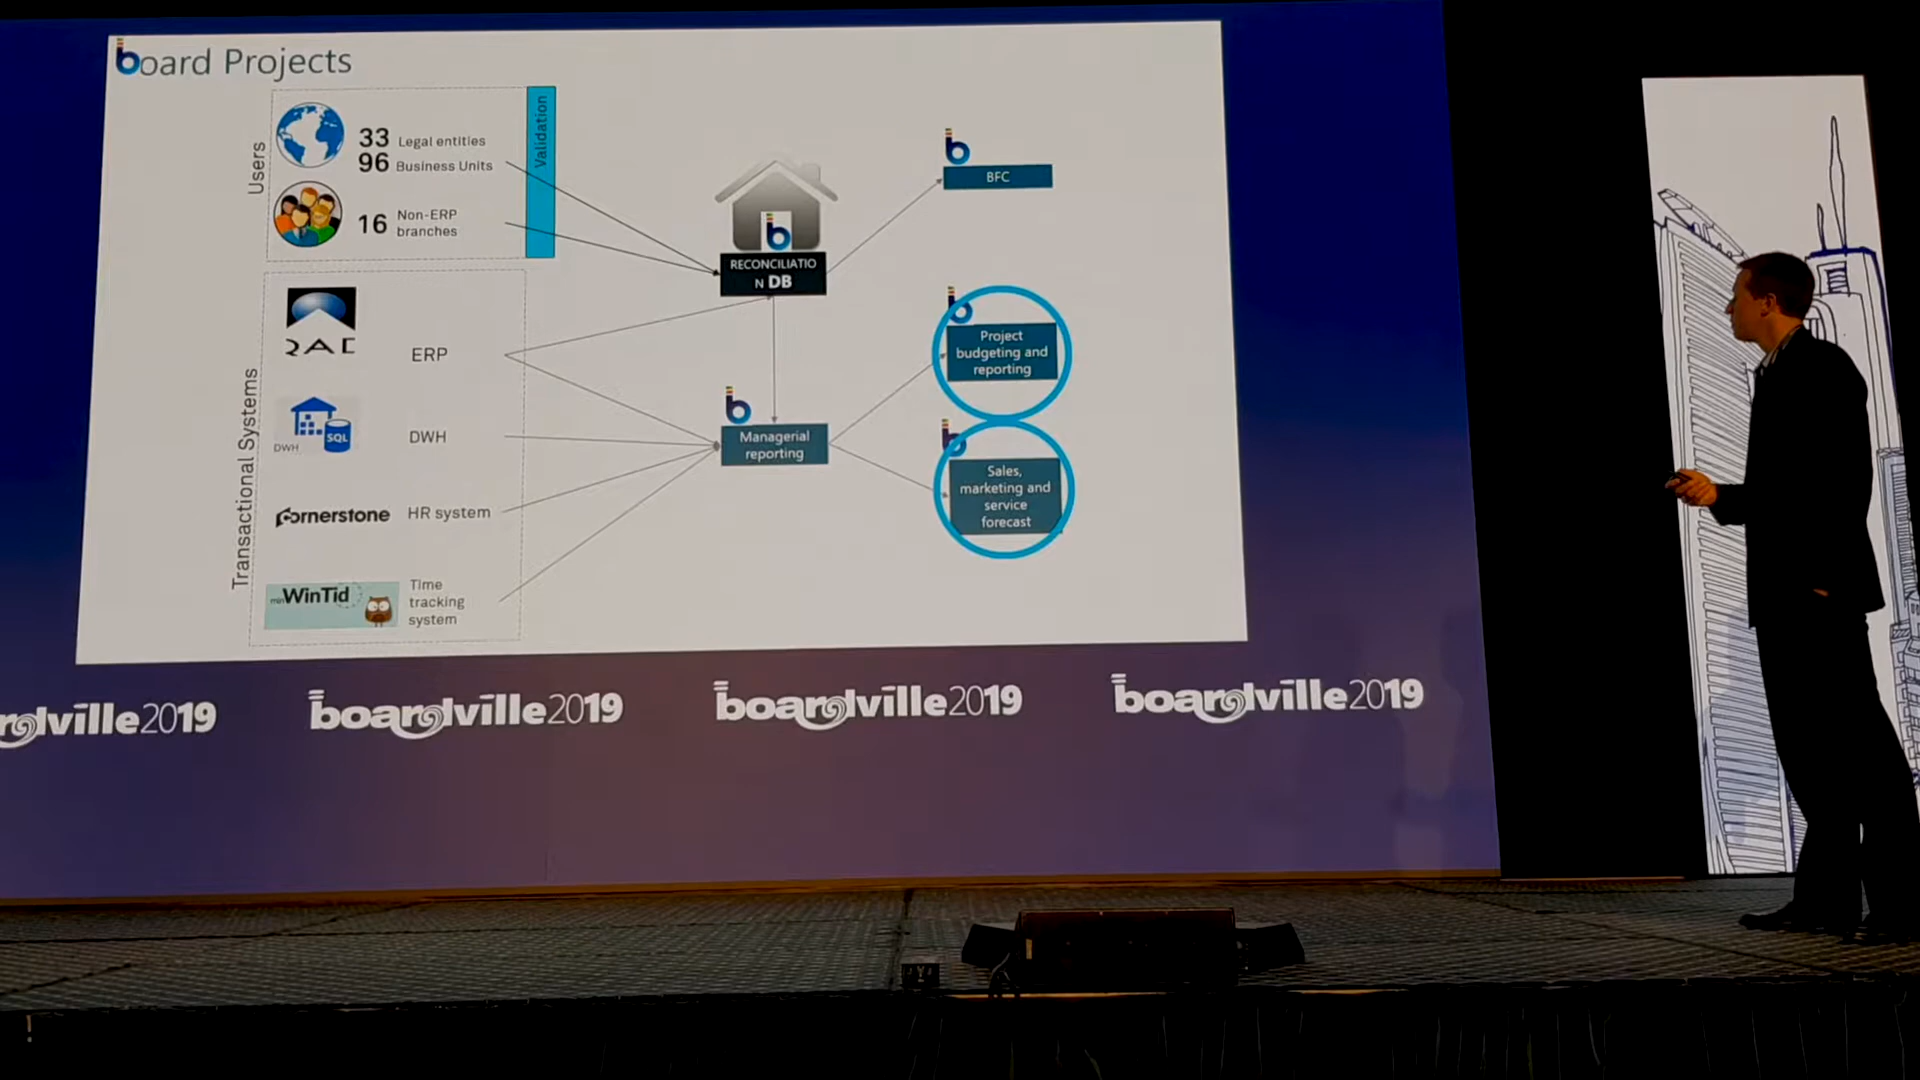 board Projects
Users
33 Legal entities
96 Business Units
16 Non-ERP
branches
Validation
Transactional Systems
QAD
ERP
DWH
SQL
DWH
Cornerstone
HR system
minWinTid
Time
tracking
system
b
RECONCILIATIO
N DB
b
Managerial
reporting
b
BFC
b
Project
budgeting and
reporting
b
Sales,
marketing and
service
forecast
rdville2019
boardville2019
boardville2019
boardville2019